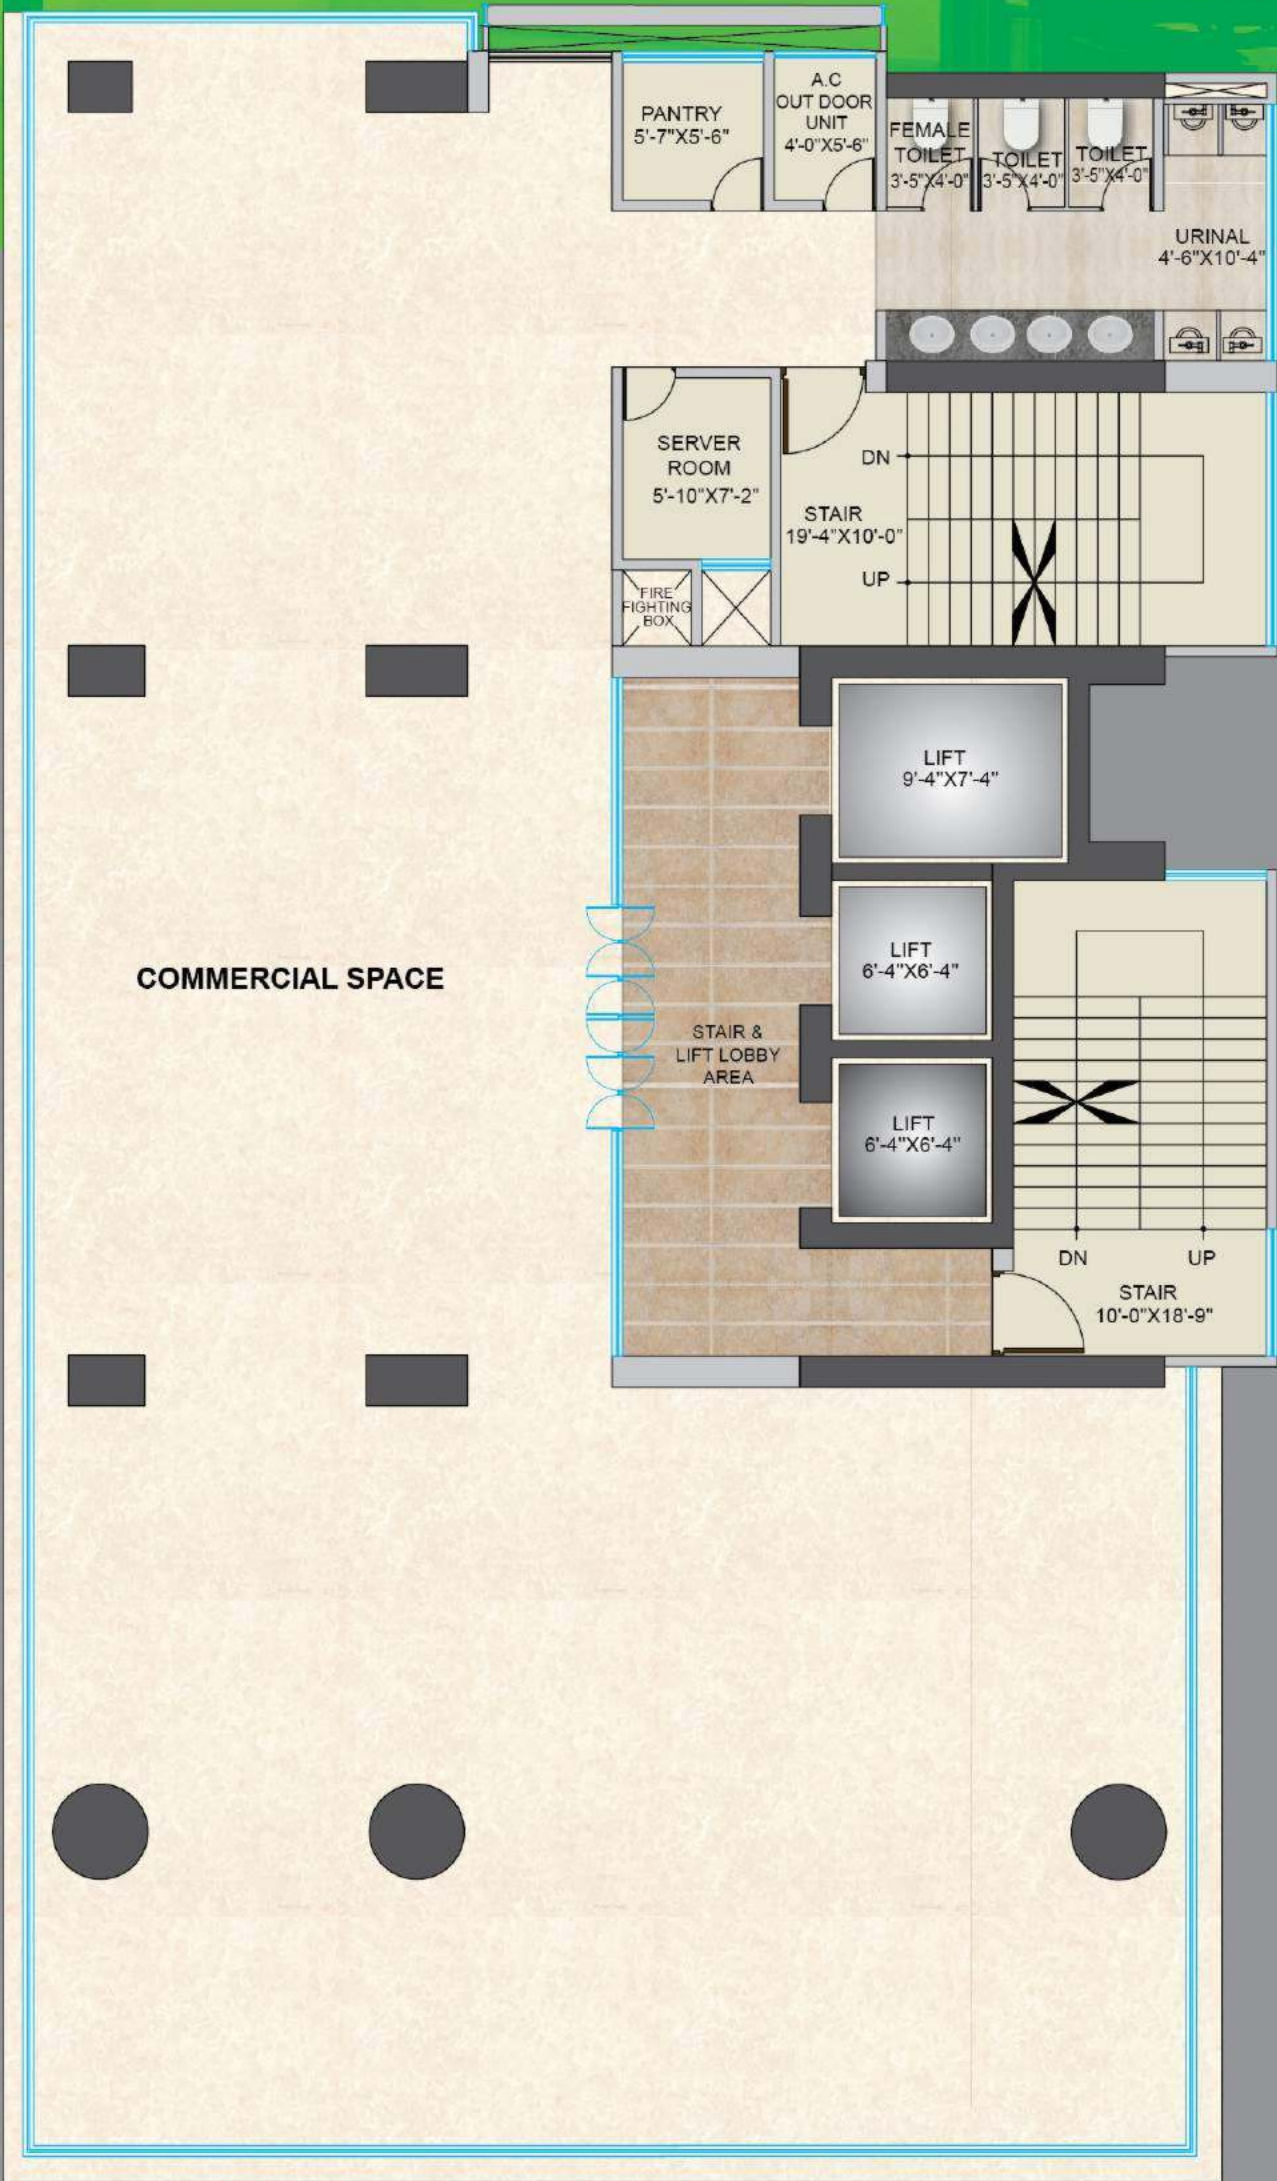 PANTRY
5'-7"X5'-6"
A.C
OUT DOOR
UNIT
4'-0"X5'-6"
FEMALE
TOILET
3'-5"X4'-0"
TOILET
3'-5"X4'-0"
TOILET
3'-5"X4'-0"
URINAL
4'-6"X10'-4"
SERVER
ROOM
5'-10"X7'-2"
DN
STAIR
19'-4"X10'-0"
UP
FIRE
FIGHTING
BOX
LIFT
9'-4"X7'-4"
COMMERCIAL SPACE
LIFT
6'-4"X6'-4"
STAIR &
LIFT LOBBY
AREA
LIFT
6'-4"X6'-4"
DN
UP
STAIR
10'-0"X18'-9"